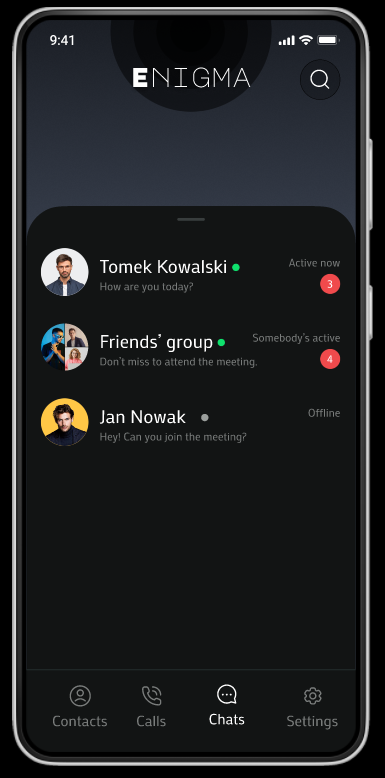 9:41
ENIGMA
Tomek Kowalski
Active now
How are you today?
3
Friends’ group
Somebody's active
Don't miss to attend the meeting.
4
Jan Nowak
Offline
Hey! Can you join the meeting?
Contacts
Calls
Chats
Settings